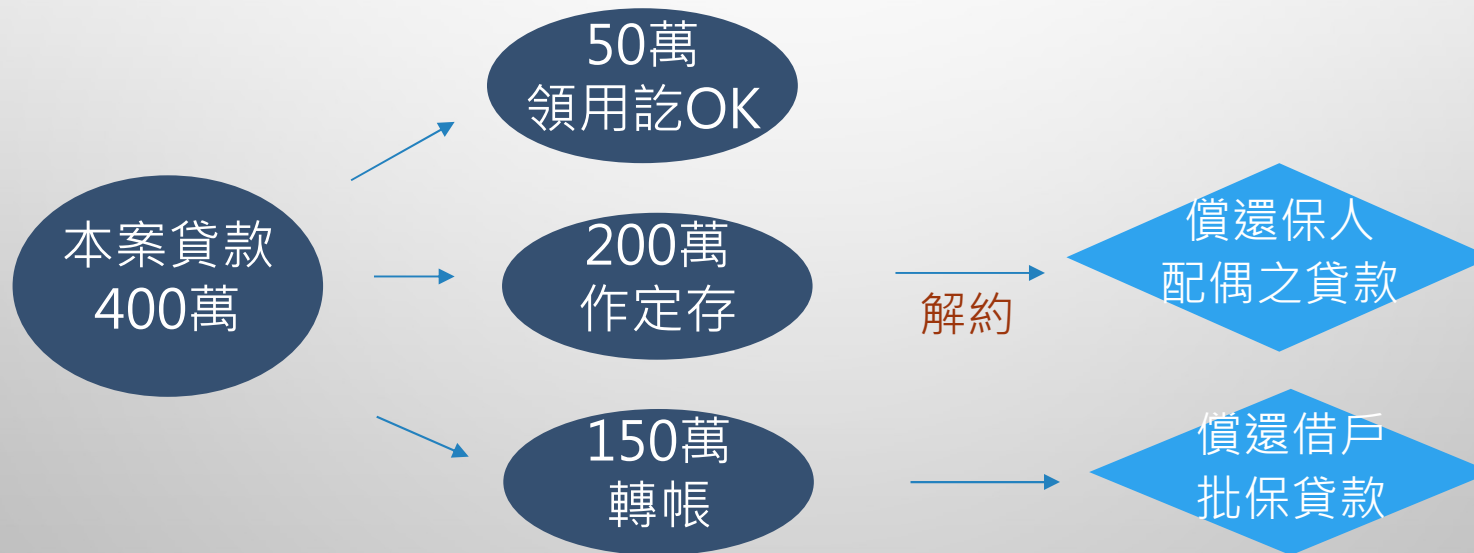 50萬
領用訖OK
本案貸款
400萬
200萬
作定存
解約
償還保人
配偶之貸款
150萬
轉帳
償還借戶
批保貸款